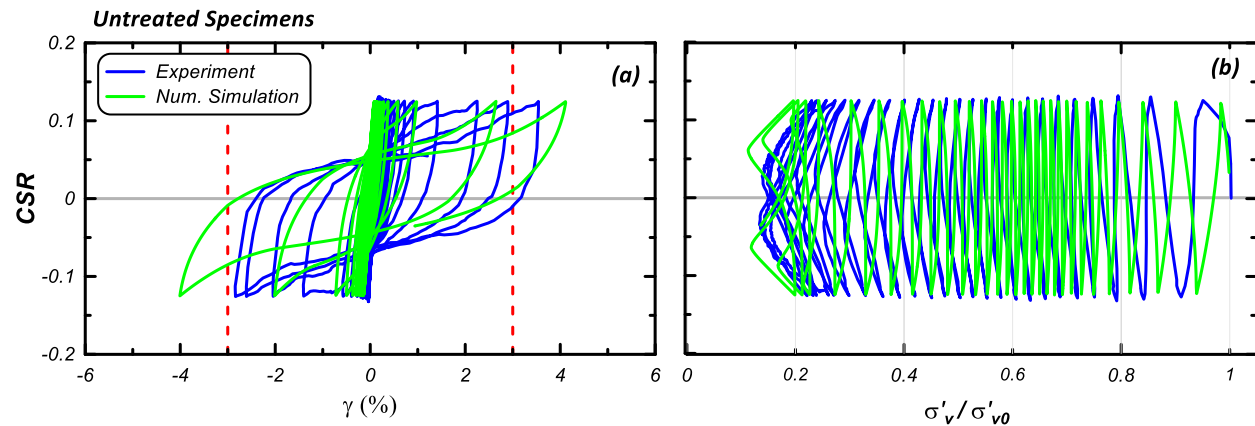 Untreated Specimens
0.2
0.1
0
-0.1
-0.2
CSR
Experiment
Num. Simulation
(a)
-6
-4
-2
0
2
4
6
γ (%)
(b)
0
0.2
0.4
0.6
0.8
1
σ'v / σ'v0